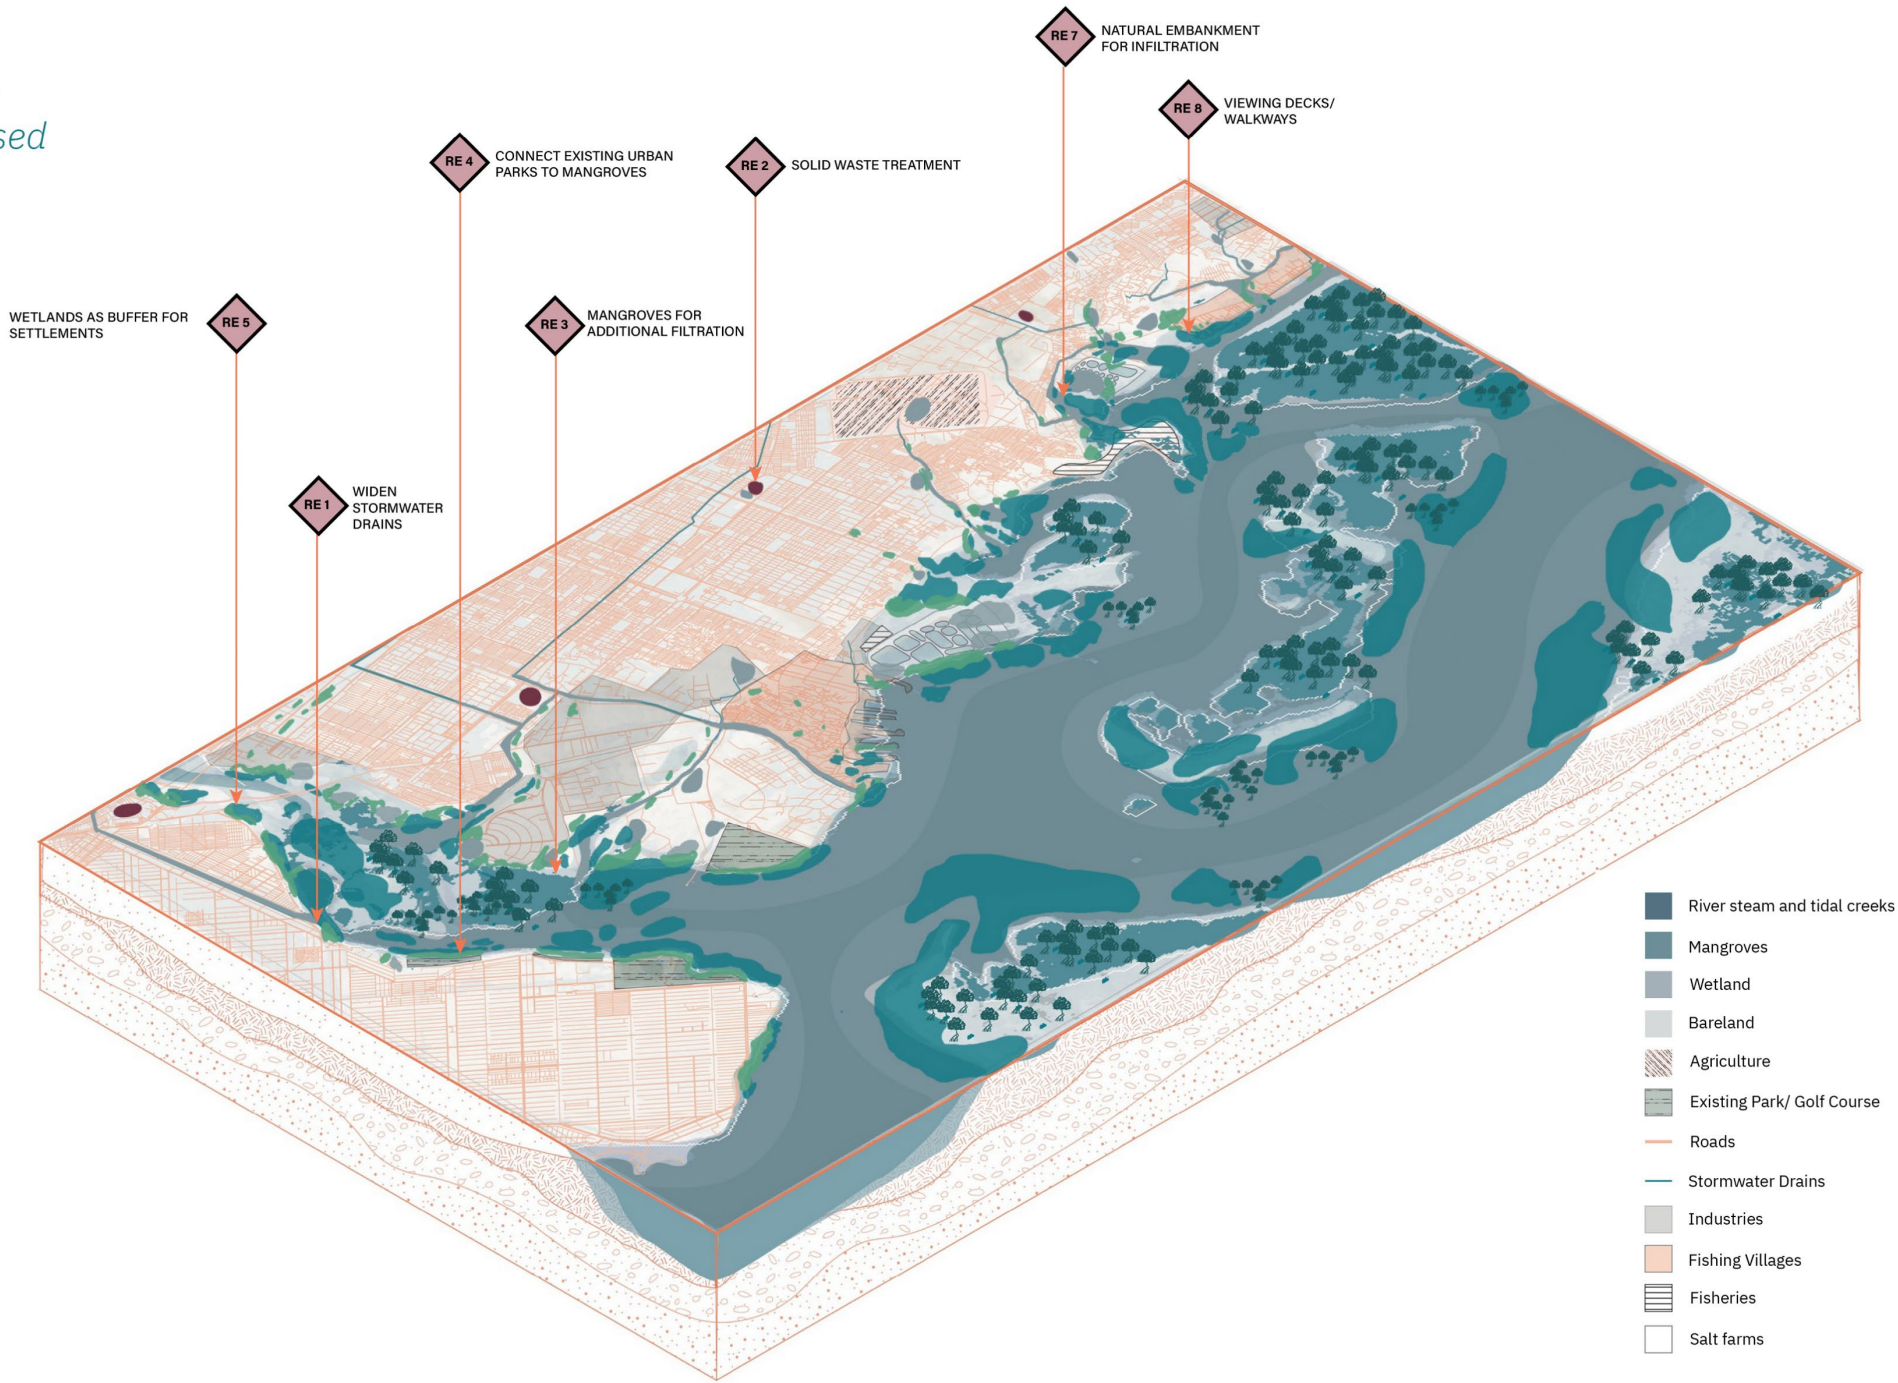 RE 7
NATURAL EMBANKMENT
FOR INFILTRATION
RE 8
VIEWING DECKS/
WALKWAYS
sed
RE 4
CONNECT EXISTING URBAN
PARKS TO MANGROVES
RE 2
SOLID WASTE TREATMENT
WETLANDS AS BUFFER FOR
SETTLEMENTS
RE 5
RE 3
MANGROVES FOR
ADDITIONAL FILTRATION
RE 1
WIDEN
STORMWATER
DRAINS
River steam and tidal creeks
Mangroves
Wetland
Bareland
Agriculture
Existing Park/ Golf Course
Roads
Stormwater Drains
Industries
Fishing Villages
Fisheries
Salt farms